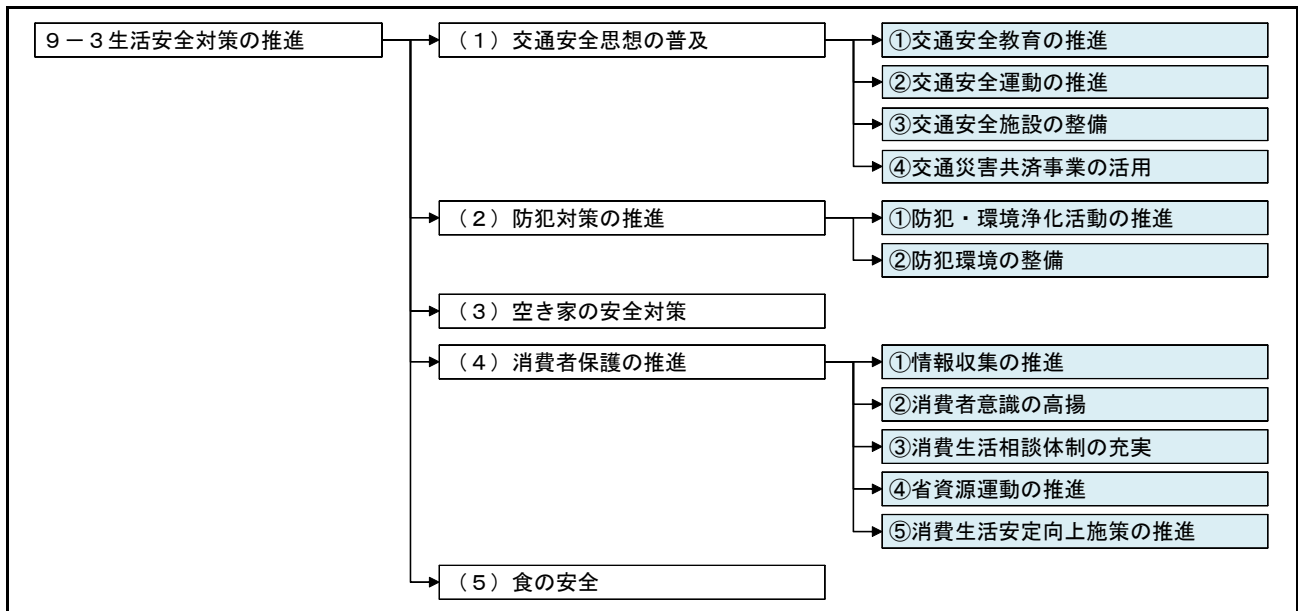 ９－３生活安全対策の推進
（１）交通安全思想の普及
①交通安全教育の推進
②交通安全運動の推進
③交通安全施設の整備
④交通災害共済事業の活用
（２）防犯対策の推進
①防犯・環境浄化活動の推進
②防犯環境の整備
（３）空き家の安全対策
（４）消費者保護の推進
①情報収集の推進
②消費者意識の高揚
③消費生活相談体制の充実
④省資源運動の推進
⑤消費生活安定向上施策の推進
（５）食の安全